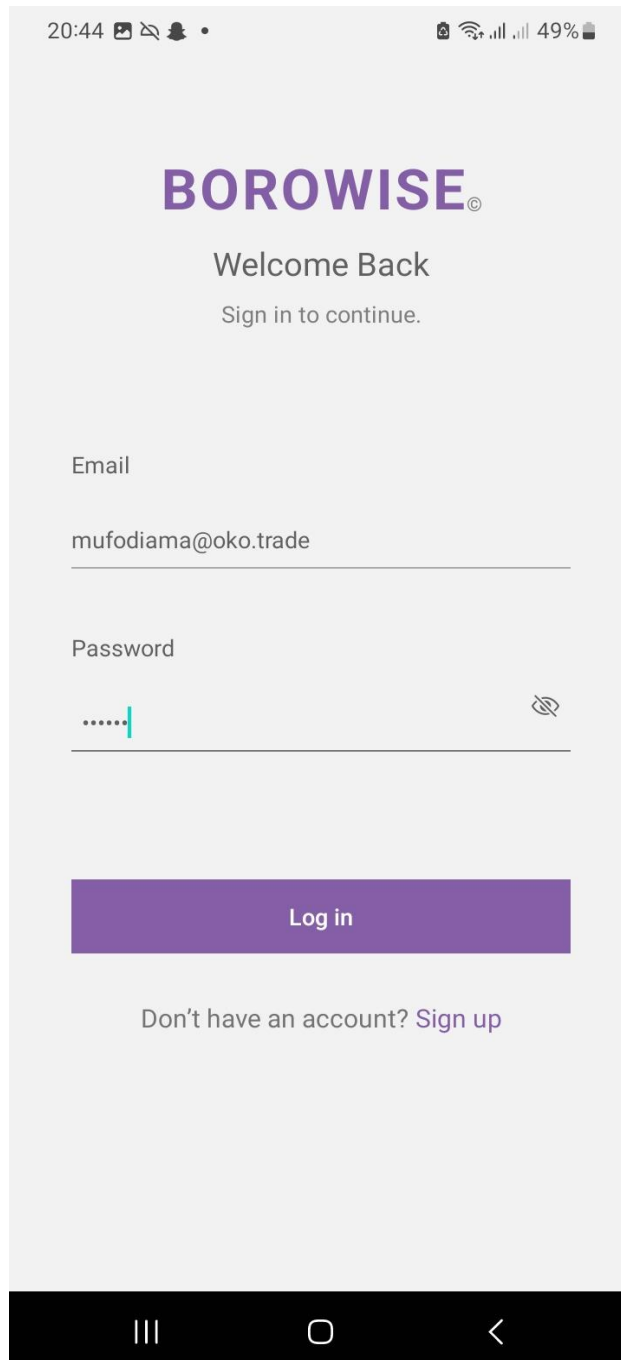 20:44 49%
BOROWISE©
Welcome Back
Sign in to continue.
Email
mufodiama@oko.trade
Password
••••••
Log in
Don’t have an account? Sign up